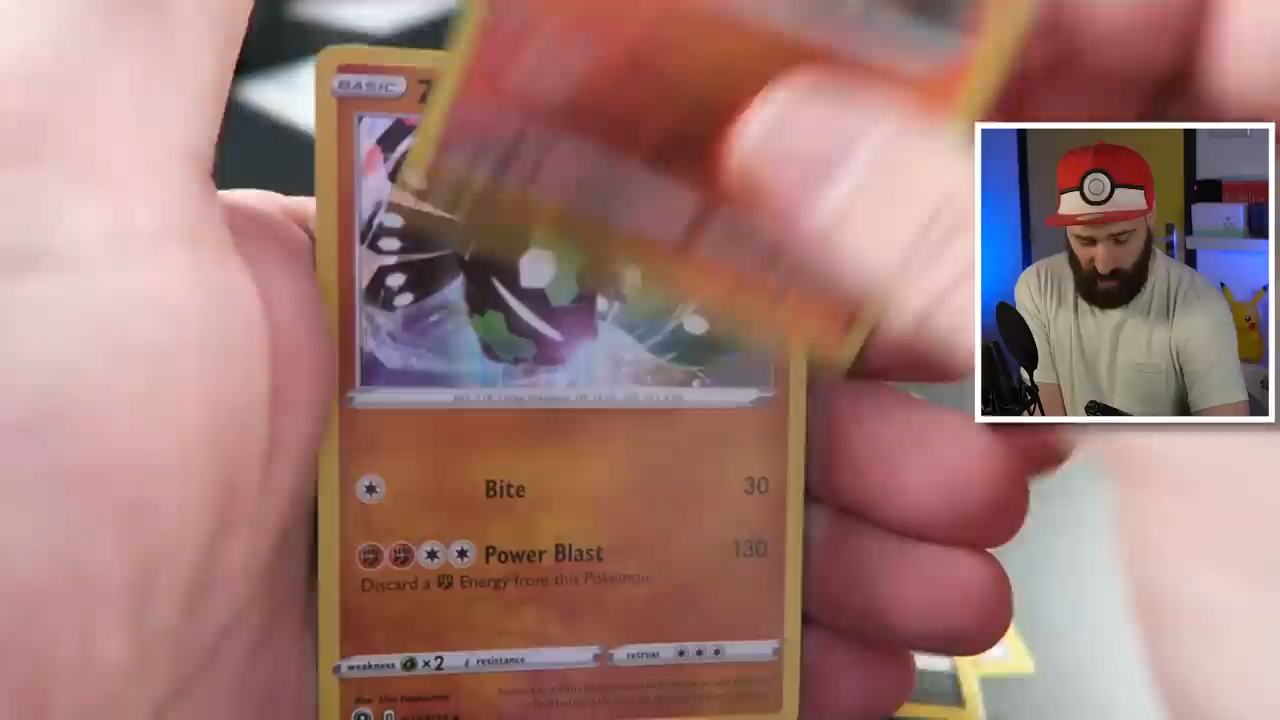 BASIC Z
Bite 30
Power Blast 130
Discard a Energy from this Pokémon.
weakness ×2 resistance retreat